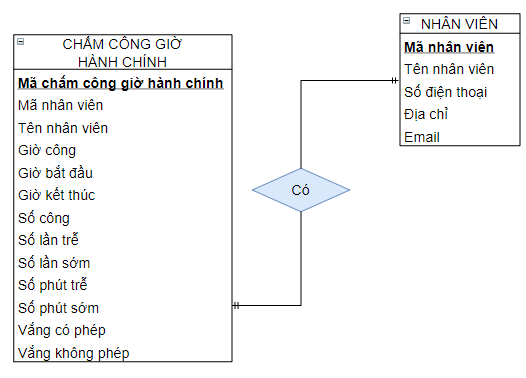 CHẤM CÔNG GIỜ
HÀNH CHÍNH
Mã chấm công giờ hành chính
Mã nhân viên
Tên nhân viên
Giờ công
Giờ bắt đầu
Giờ kết thúc
Số công
Số lần trễ
Số lần sớm
Số phút trễ
Số phút sớm
Vắng có phép
Vắng không phép
Có
NHÂN VIÊN
Mã nhân viên
Tên nhân viên
Số điện thoại
Địa chỉ
Email